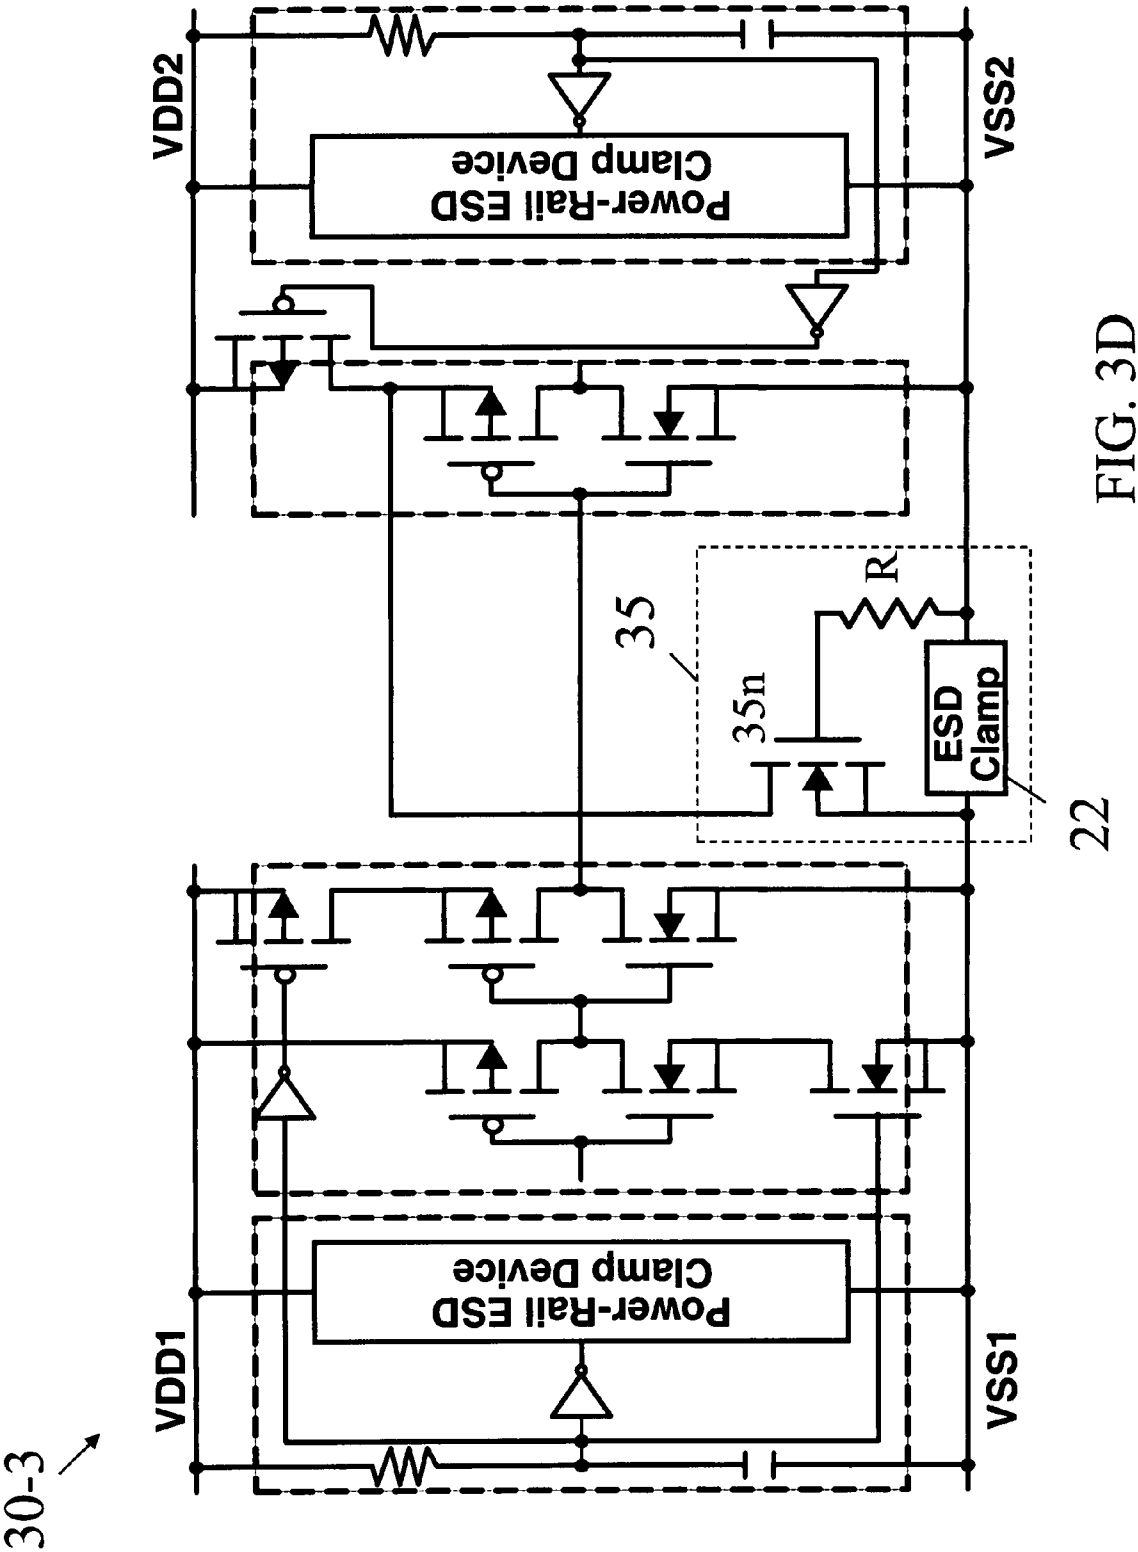 30-3
VDD1
VDD2
Power-Rail ESD
Clamp Device
Power-Rail ESD
Clamp Device
35
35n
R
ESD
Clamp
22
VSS1
VSS2
FIG. 3D